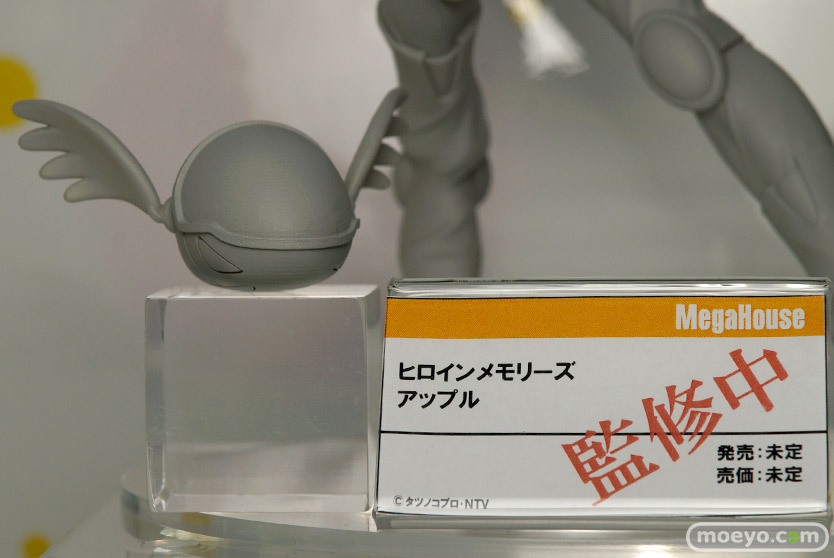 MegaHouse
ヒロインメモリーズ
アップル
監修中
発売:未定
売価:未定
© タツノコプロ・NTV
moeyo.com